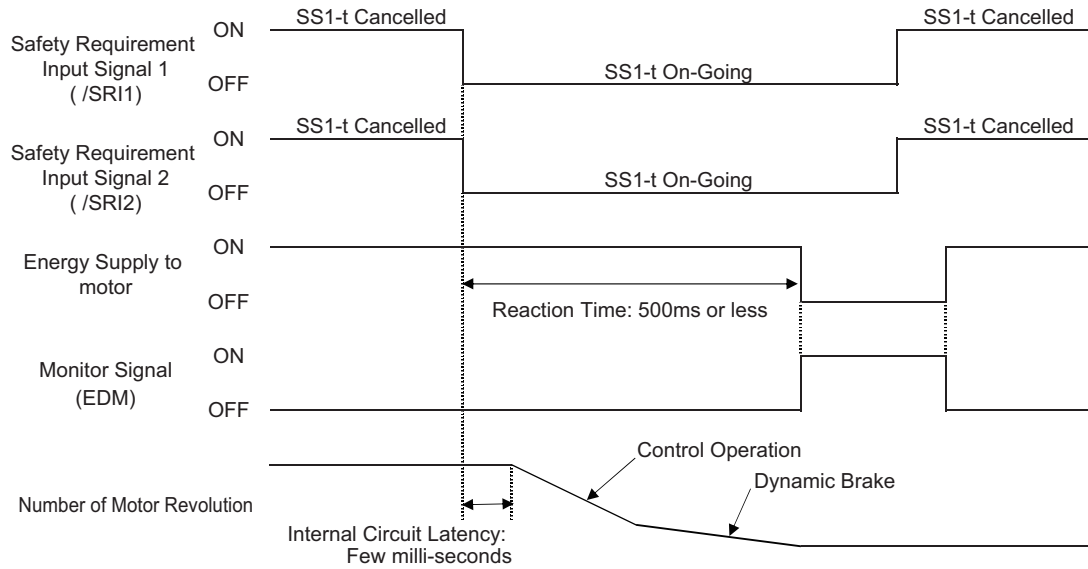 SS1-t Cancelled
SS1-t Cancelled
Safety Requirement
Input Signal 1
( /SRI1)
ON
OFF
SS1-t On-Going
SS1-t Cancelled
SS1-t Cancelled
Safety Requirement
Input Signal 2
( /SRI2)
ON
OFF
SS1-t On-Going
Energy Supply to
motor
ON
OFF
Reaction Time: 500ms or less
Monitor Signal
(EDM)
ON
OFF
Control Operation
Dynamic Brake
Number of Motor Revolution
Internal Circuit Latency:
Few milli-seconds